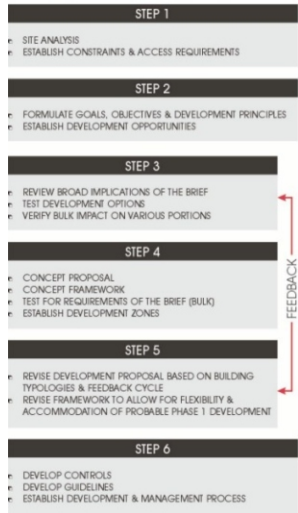 STEP 1
SITE ANALYSIS
ESTABLISH CONSTRAINTS & ACCESS REQUIREMENTS
STEP 2
FORMULATE GOALS, OBJECTIVES & DEVELOPMENT PRINCIPLES
ESTABLISH DEVELOPMENT OPPORTUNITIES
STEP 3
REVIEW BROAD IMPLICATIONS OF THE BRIEF
TEST DEVELOPMENT OPTIONS
VERIFY BULK IMPACT ON VARIOUS PORTIONS
STEP 4
CONCEPT PROPOSAL
CONCEPT FRAMEWORK
TEST FOR REQUIREMENTS OF THE BRIEF (BULK)
ESTABLISH DEVELOPMENT ZONES
STEP 5
REVISE DEVELOPMENT PROPOSAL BASED ON BUILDING
TYPOLOGIES & FEEDBACK CYCLE
REVISE FRAMEWORK TO ALLOW FOR FLEXIBILITY &
ACCOMMODATION OF PROBABLE PHASE 1 DEVELOPMENT
FEEDBACK
STEP 6
DEVELOP CONTROLS
DEVELOP GUIDELINES
ESTABLISH DEVELOPMENT & MANAGEMENT PROCESS